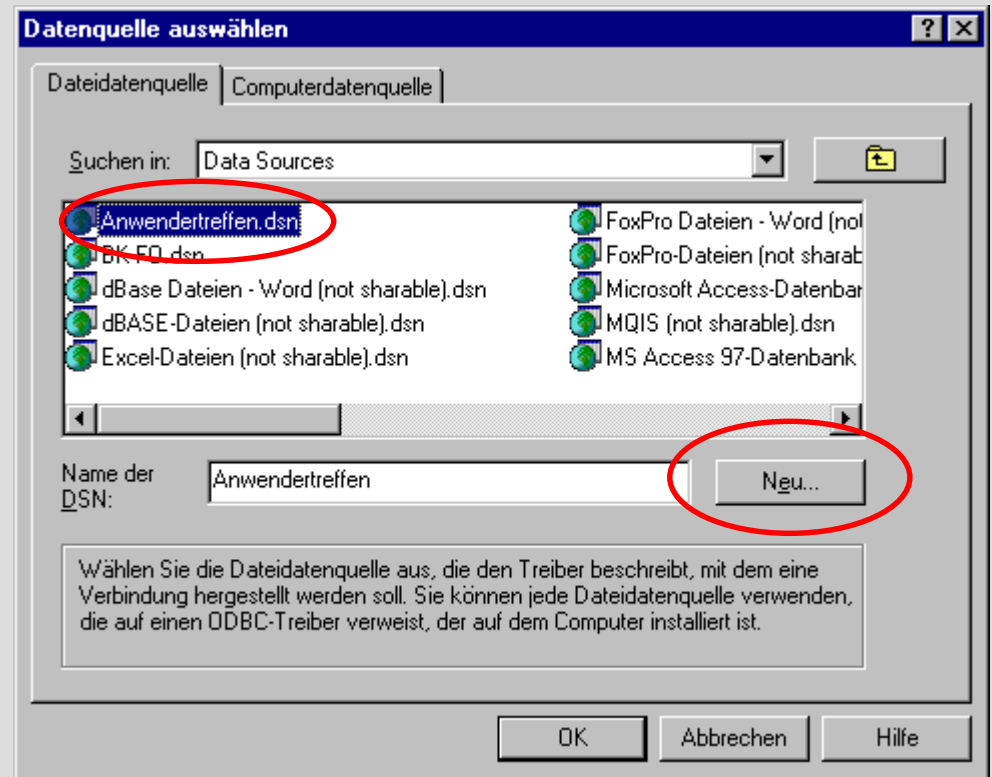 Datenquelle auswählen
Dateidatenquelle
Computerdatenquelle
Suchen in:
Data Sources
Anwendertreffen.dsn
BK-FO.dsn
dBase Dateien - Word (not sharable).dsn
dBASE-Dateien (not sharable).dsn
Excel-Dateien (not sharable).dsn
FoxPro Dateien - Word (not
FoxPro-Dateien (not sharab
Microsoft Access-Datenbar
MQIS (not sharable).dsn
MS Access 97-Datenbank
Name der
DSN:
Anwendertreffen
Neu...
Wählen Sie die Dateidatenquelle aus, die den Treiber beschreibt, mit dem eine
Verbindung hergestellt werden soll. Sie können jede Dateidatenquelle verwenden,
die auf einen ODBC-Treiber verweist, der auf dem Computer installiert ist.
OK
Abbrechen
Hilfe